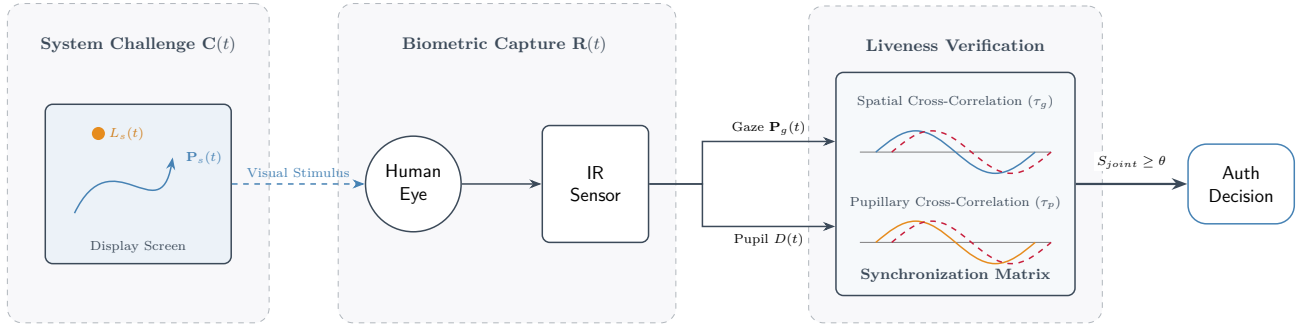 System Challenge C(t)
L_s(t)
P_s(t)
Display Screen
Visual Stimulus
Biometric Capture R(t)
Human
Eye
IR
Sensor
Gaze P_g(t)
Pupil D(t)
Liveness Verification
Spatial Cross-Correlation (τ_g)
Pupillary Cross-Correlation (τ_p)
Synchronization Matrix
S_joint ≥ θ
Auth
Decision